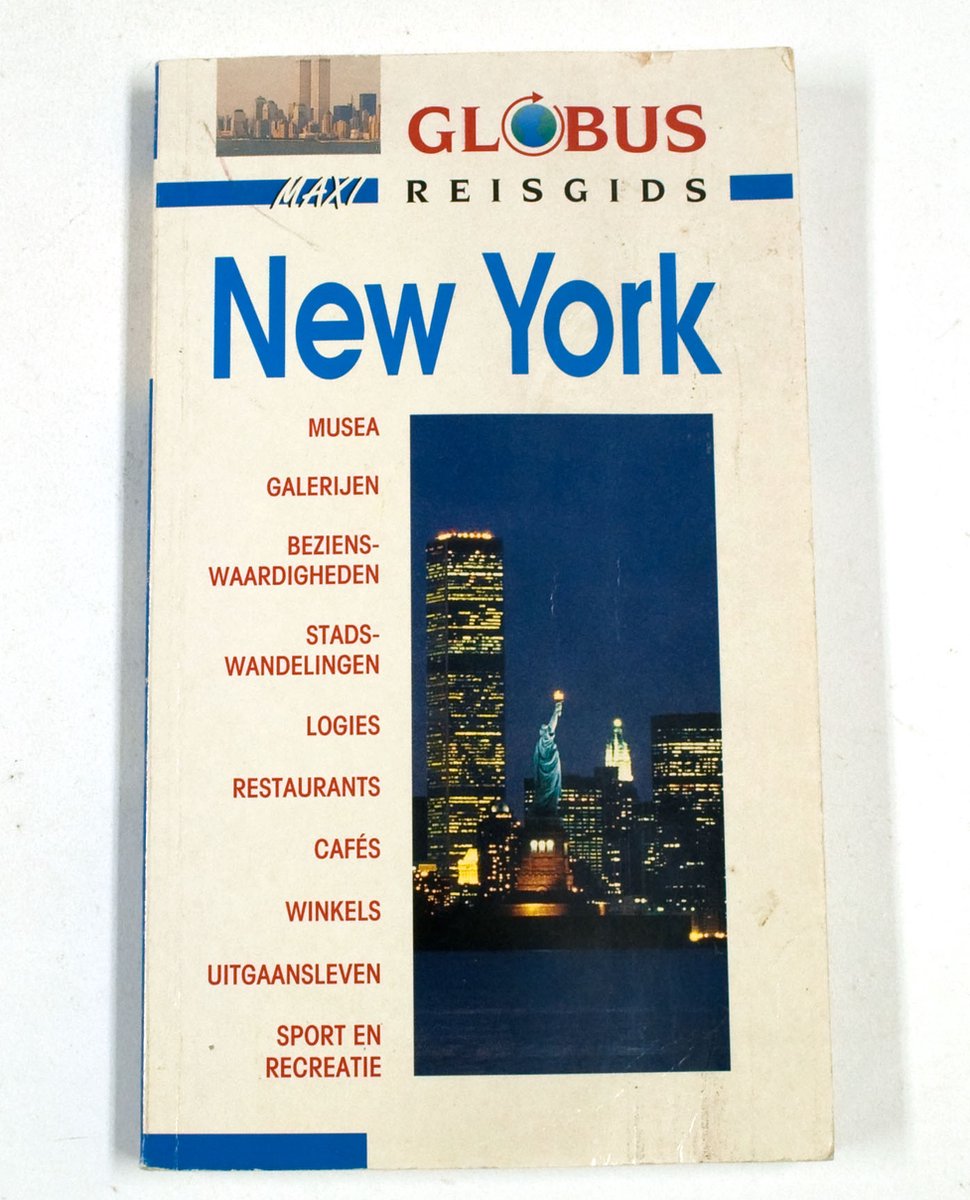 GLOBUS
MAXI REISGIDS
New York
MUSEA
GALERIJEN
BEZIENS-
WAARDIGHEDEN
STADS-
WANDELINGEN
LOGIES
RESTAURANTS
CAFÉS
WINKELS
UITGAANSLEVEN
SPORT EN
RECREATIE